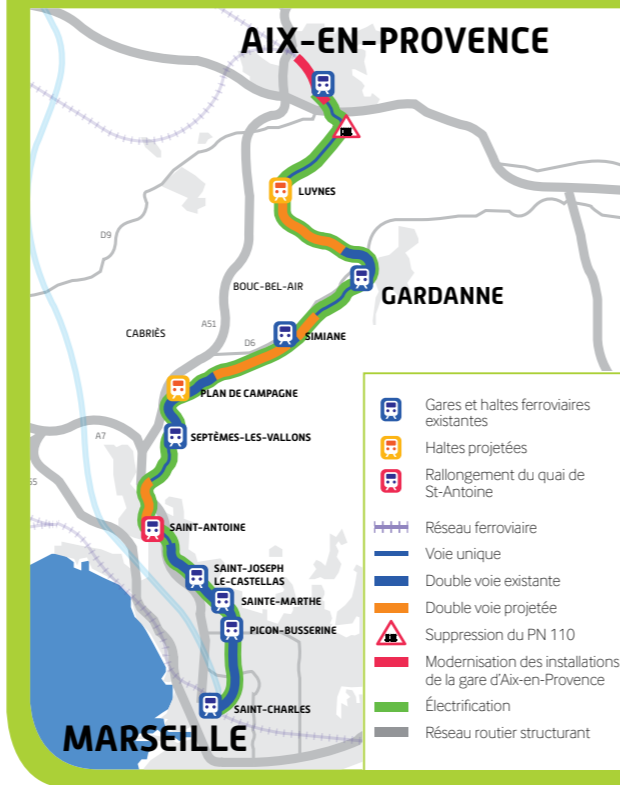 AIX-EN-PROVENCE
LUYNES
D9
BOUC-BEL-AIR
GARDANNE
CABRIÈS
A51
D6
SIMIANE
PLAN DE CAMPAGNE
A7
SEPTÈMES-LES-VALLONS
SAINT-ANTOINE
SAINT-JOSEPH
LE-CASTELLAS
SAINTE-MARTHE
PICON-BUSSERINE
SAINT-CHARLES
MARSEILLE
Gares et haltes ferroviaires
existantes
Haltes projetées
Rallongement du quai de
St-Antoine
Réseau ferroviaire
Voie unique
Double voie existante
Double voie projetée
Suppression du PN 110
Modernisation des installations
de la gare d'Aix-en-Provence
Électrification
Réseau routier structurant